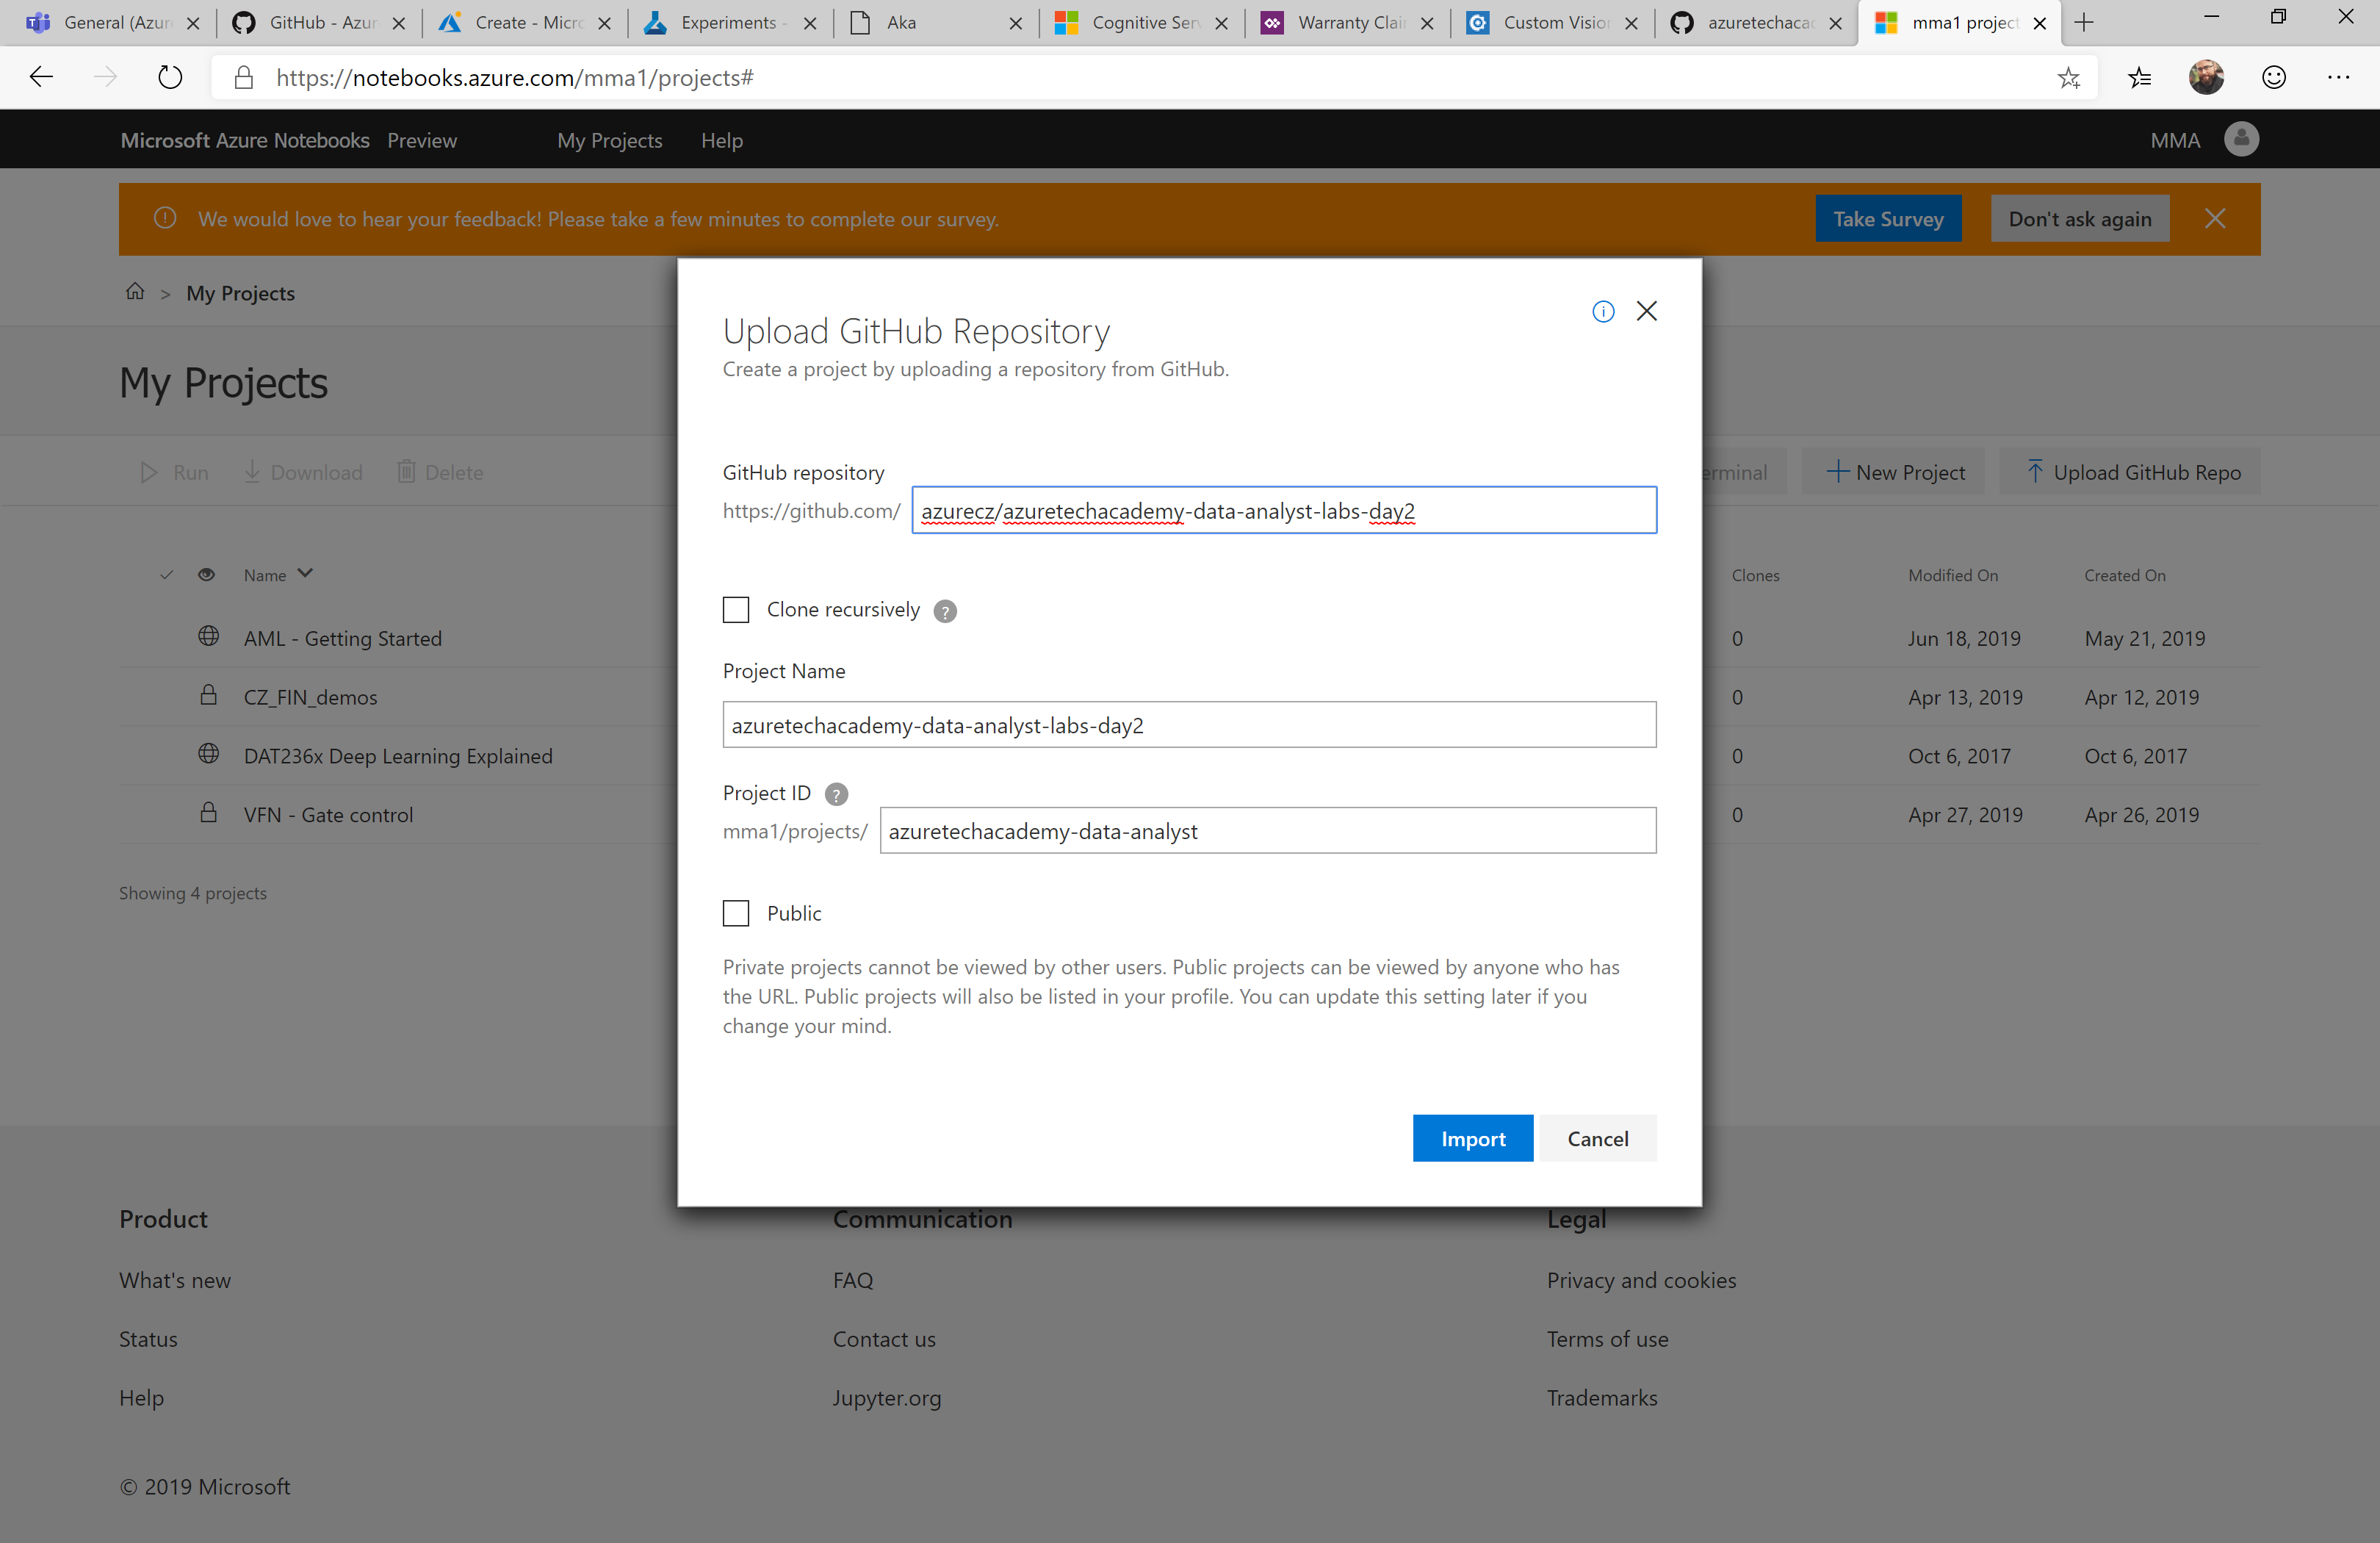 General (Azur
GitHub - Azur
Create - Micro
Experiments -
Aka
Cognitive Serv
Warranty Clai
Custom Vision
azuretechacad
mma1 project
https://notebooks.azure.com/mma1/projects#
Microsoft Azure Notebooks Preview My Projects Help MMA
We would love to hear your feedback! Please take a few minutes to complete our survey. Take Survey Don't ask again
> My Projects
My Projects
Run Download Delete erminal New Project Upload GitHub Repo
Name Clones Modified On Created On
AML - Getting Started 0 Jun 18, 2019 May 21, 2019
CZ_FIN_demos 0 Apr 13, 2019 Apr 12, 2019
DAT236x Deep Learning Explained 0 Oct 6, 2017 Oct 6, 2017
VFN - Gate control 0 Apr 27, 2019 Apr 26, 2019
Showing 4 projects
Upload GitHub Repository
Create a project by uploading a repository from GitHub.
GitHub repository
https://github.com/ azurecz/azuretechacademy-data-analyst-labs-day2
Clone recursively ?
Project Name
azuretechacademy-data-analyst-labs-day2
Project ID ?
mma1/projects/ azuretechacademy-data-analyst
Public
Private projects cannot be viewed by other users. Public projects can be viewed by anyone who has
the URL. Public projects will also be listed in your profile. You can update this setting later if you
change your mind.
Import Cancel
Product Communication Legal
What's new FAQ Privacy and cookies
Status Contact us Terms of use
Help Jupyter.org Trademarks
© 2019 Microsoft